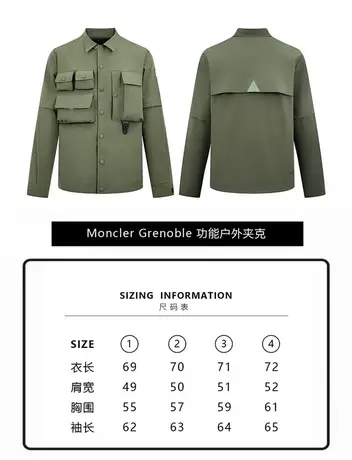 Moncler Grenoble 功能户外夹克
SIZING INFORMATION
尺码表
SIZE 1 2 3 4
衣长 69 70 71 72
肩宽 49 50 51 52
胸围 55 57 59 61
袖长 62 63 64 65